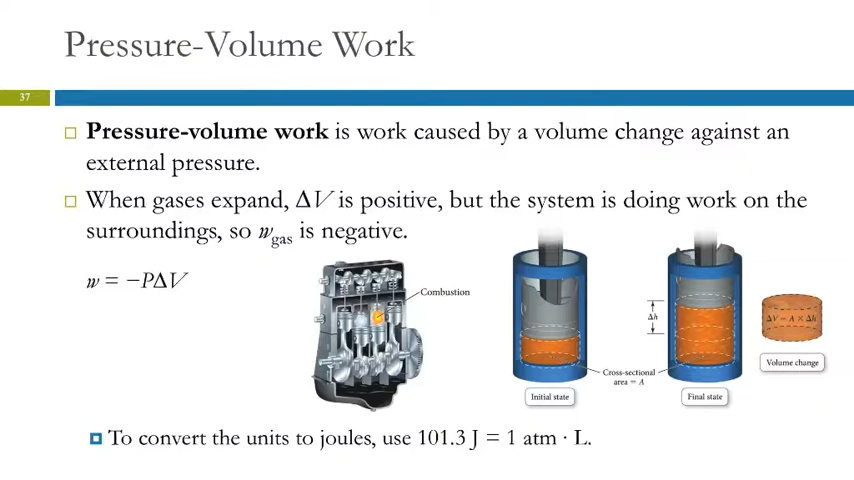 Pressure-Volume Work
37
Pressure-volume work is work caused by a volume change against an
external pressure.
When gases expand, ΔV is positive, but the system is doing work on the
surroundings, so wgas is negative.
w = −PΔV
Combustion
Δh
ΔV = A × Δh
Cross-sectional
area = A
Volume change
Initial state
Final state
To convert the units to joules, use 101.3 J = 1 atm · L.